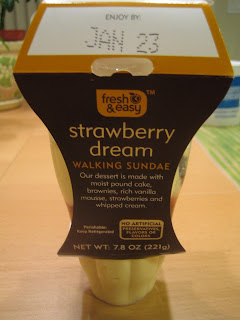 ENJOY BY:
JAN 23
fresh
& easy™
strawberry
dream
WALKING SUNDAE
Our dessert is made with
moist pound cake,
brownies, rich vanilla
mousse, strawberries and
whipped cream.
Perishable.
Keep Refrigerated
NO ARTIFICIAL
PRESERVATIVES,
FLAVORS OR
COLORS
NET WT. 7.8 OZ (221g)